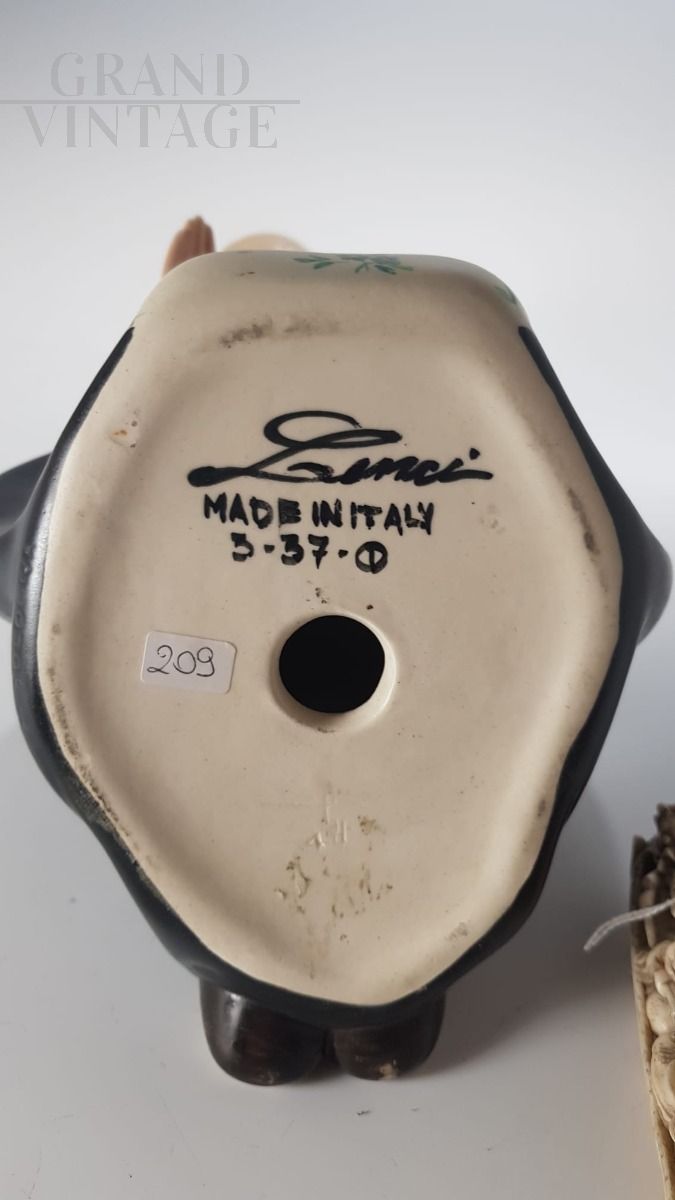 GRAND
VINTAGE
Lenci
MADE IN ITALY
3-37-
209